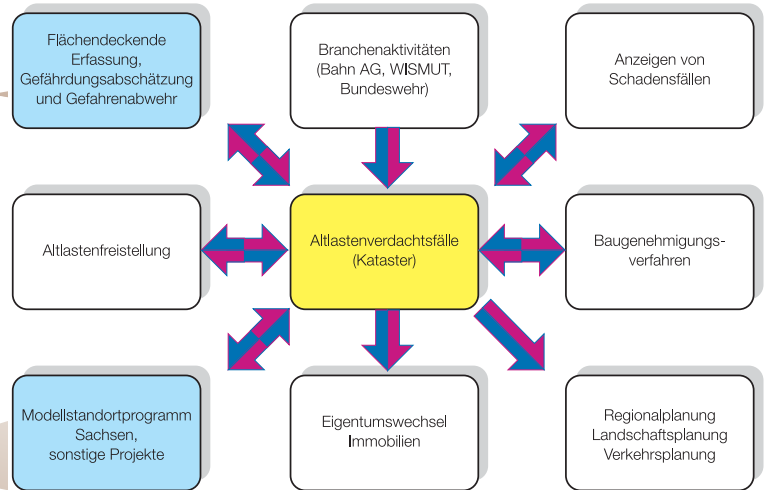 Flächendeckende
Erfassung,
Gefährdungsabschätzung
und Gefahrenabwehr
Branchenaktivitäten
(Bahn AG, WISMUT,
Bundeswehr)
Anzeigen von
Schadensfällen
Altlastenfreistellung
Altlastenverdachtsfälle
(Kataster)
Baugenehmigungs-
verfahren
Modellstandortprogramm
Sachsen,
sonstige Projekte
Eigentumswechsel
Immobilien
Regionalplanung
Landschaftsplanung
Verkehrsplanung